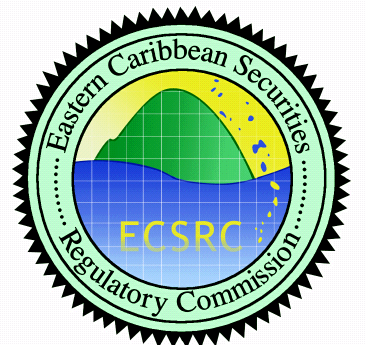 Eastern Caribbean Securities
ECSRC
Regulatory Commission